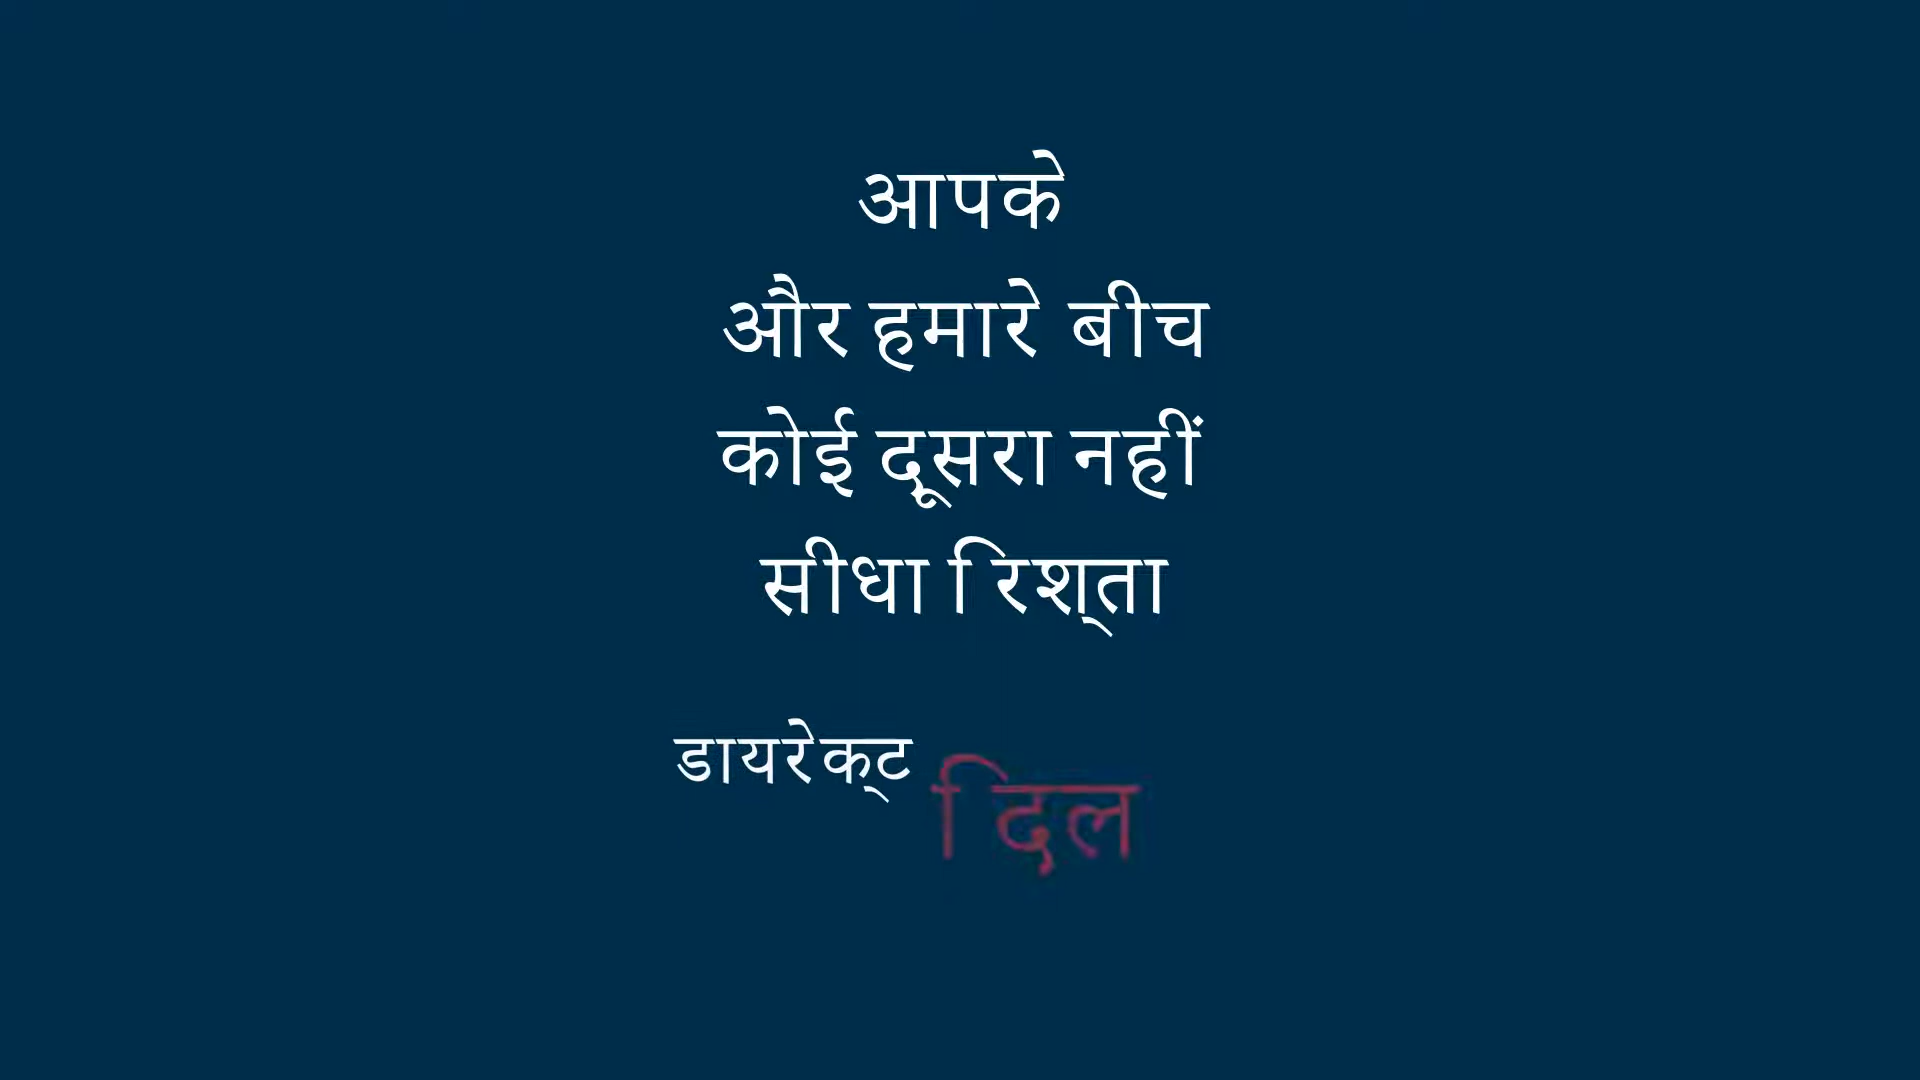 आपके
और हमारे बीच
कोई दूसरा नहीं
सीधा रिश्ता
डायरेक्ट दिल